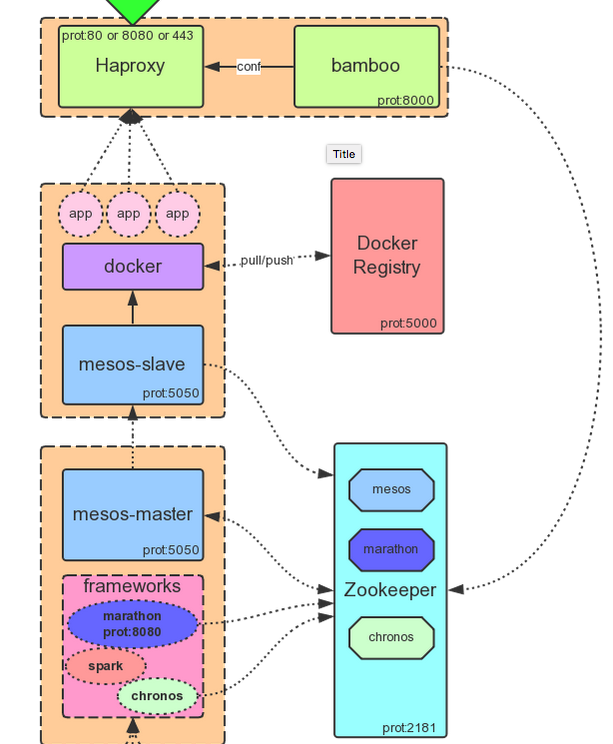 prot:80 or 8080 or 443
Haproxy
conf
bamboo
prot:8000
Title
app
app
app
docker
pull/push
Docker
Registry
prot:5000
mesos-slave
prot:5050
mesos-master
prot:5050
frameworks
marathon
prot:8080
spark
chronos
mesos
marathon
Zookeeper
chronos
prot:2181